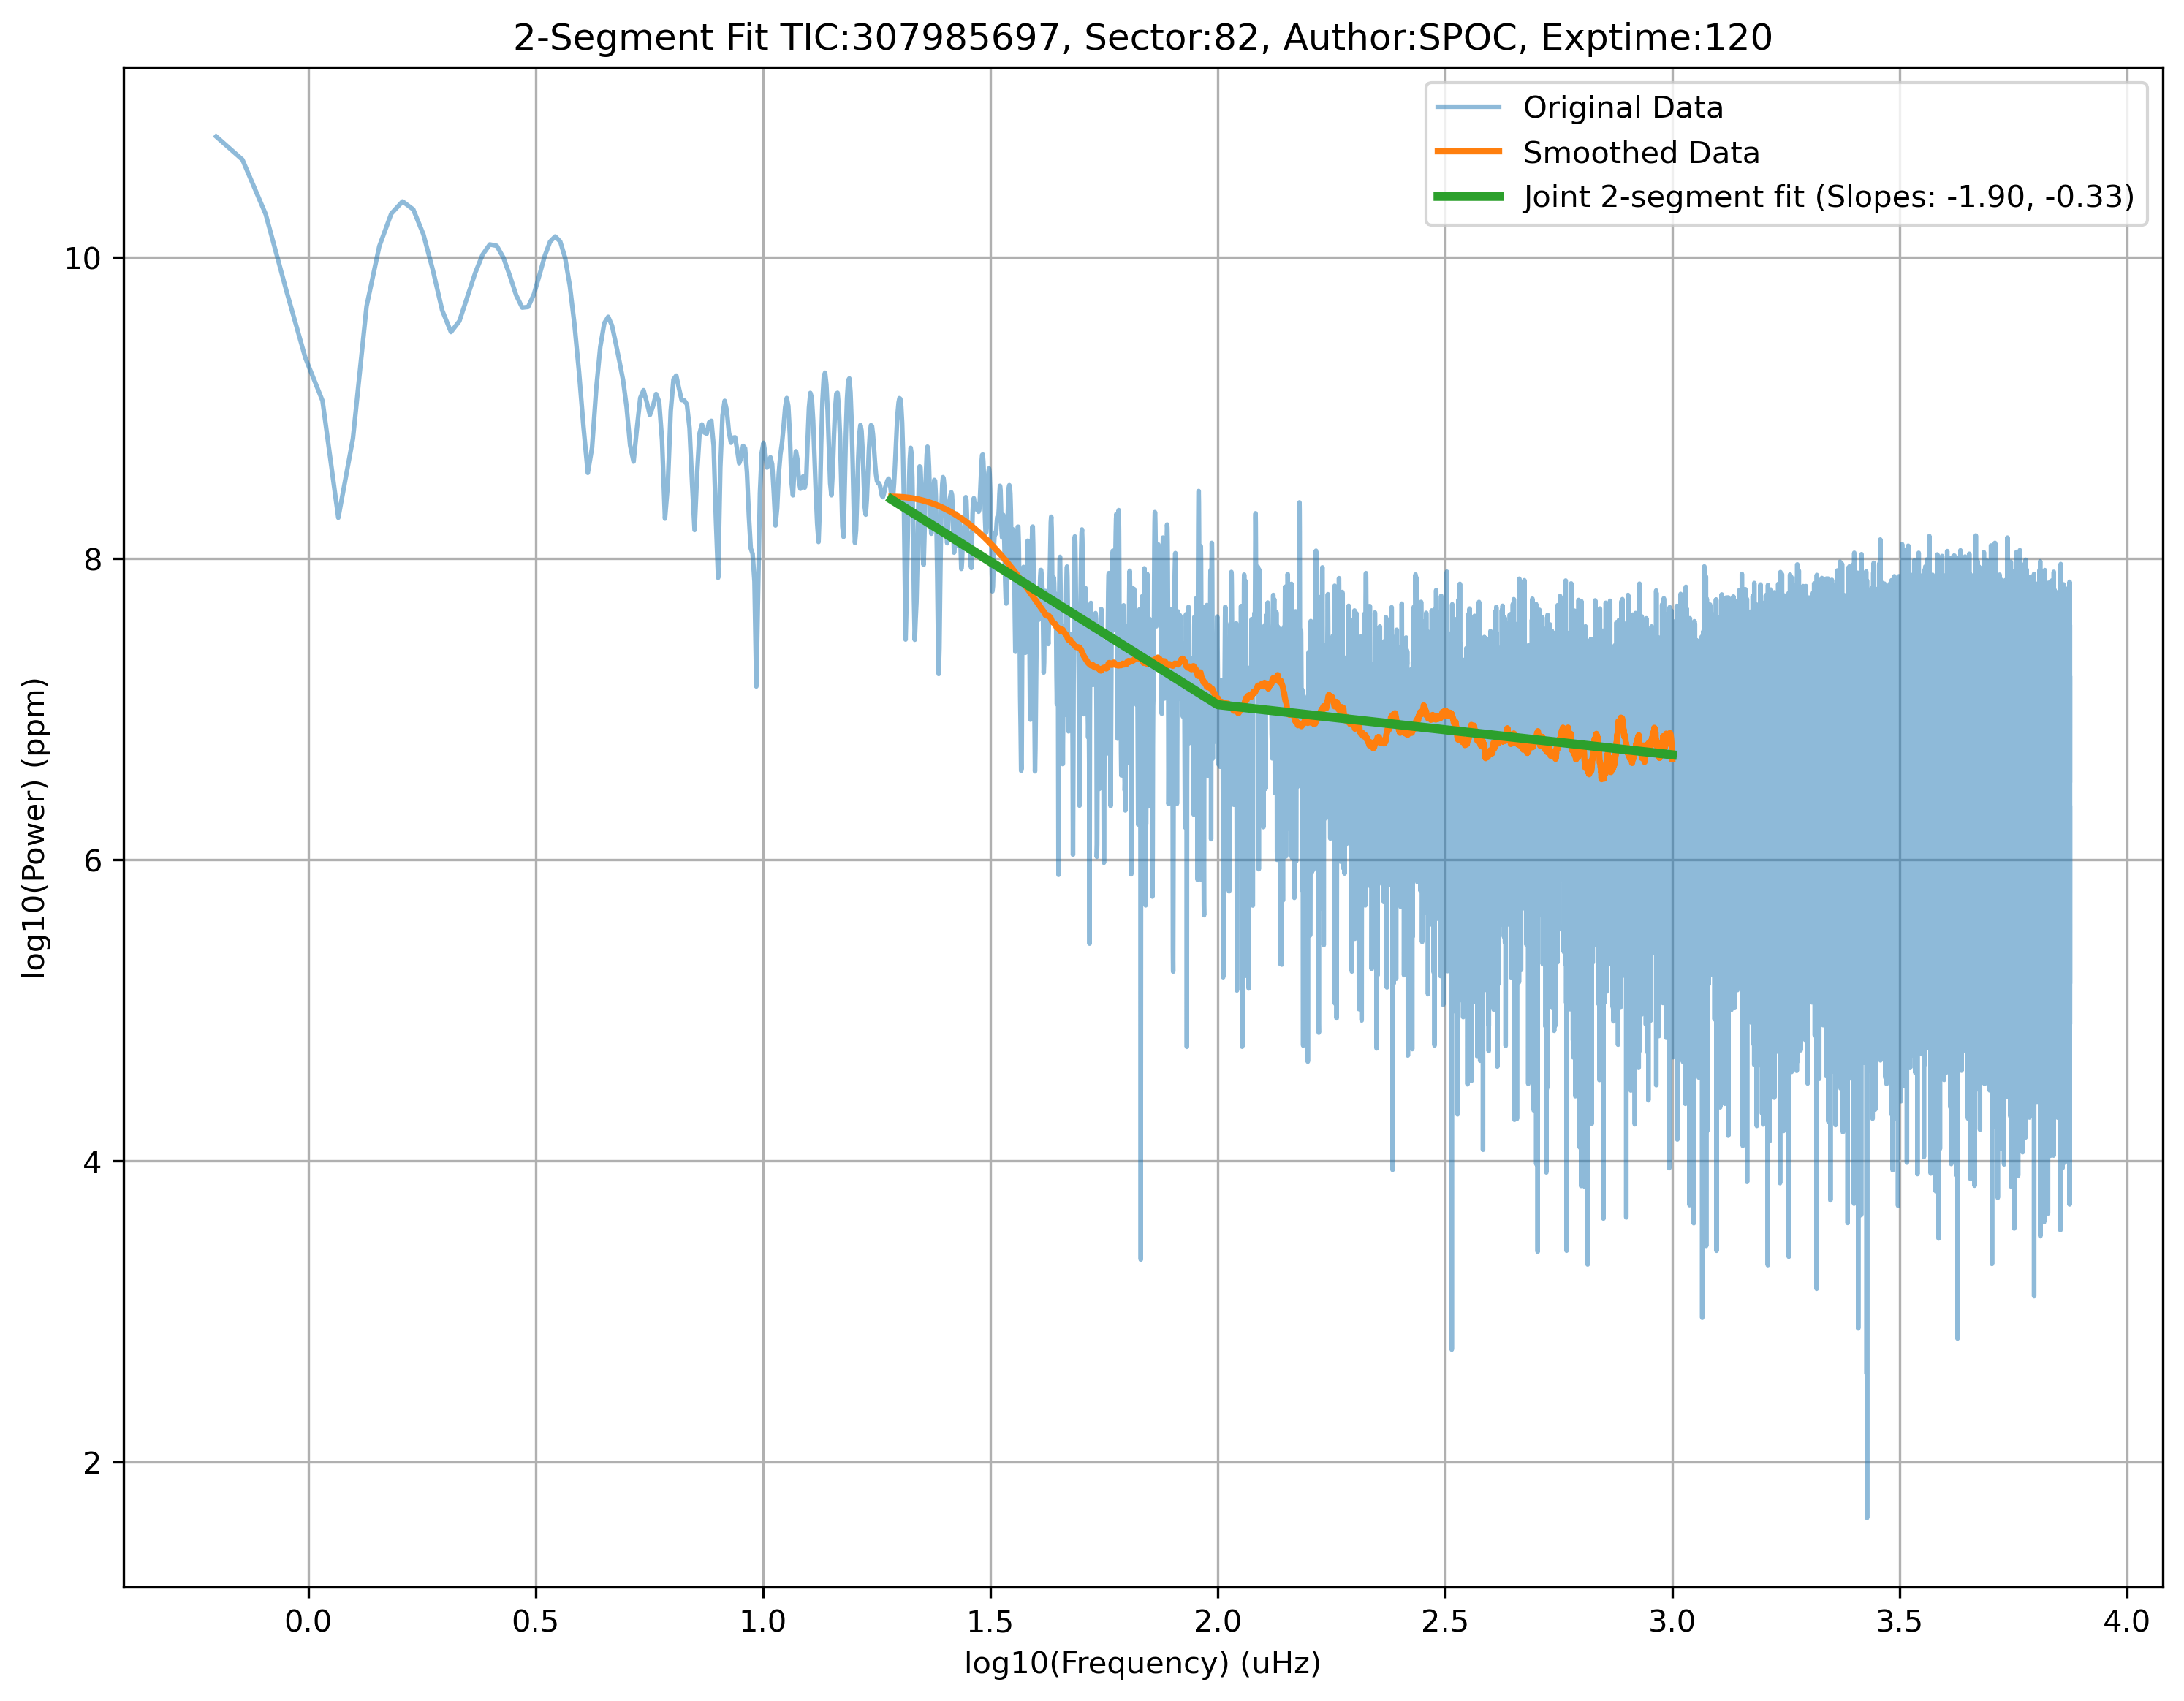 2-Segment Fit TIC:307985697, Sector:82, Author:SPOC, Exptime:120
Original Data
Smoothed Data
Joint 2-segment fit (Slopes: -1.90, -0.33)
log10(Power) (ppm)
10
8
6
4
2
0.0 0.5 1.0 1.5 2.0 2.5 3.0 3.5 4.0
log10(Frequency) (uHz)